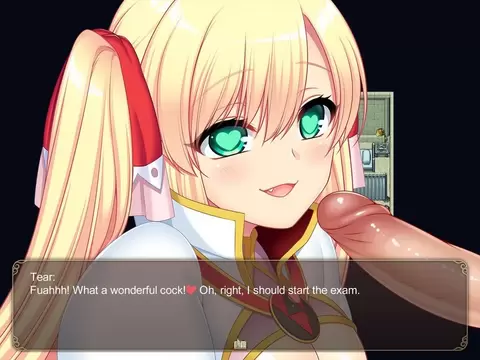 Tear:
Fuahhh! What a wonderful cock!❤ Oh, right, I should start the exam.